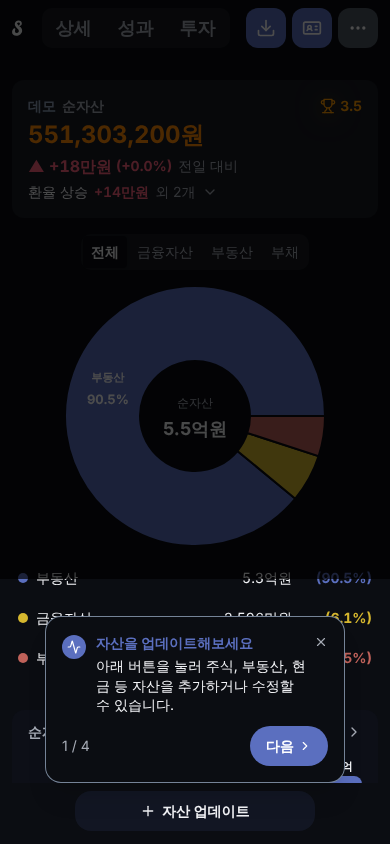 상세 성과 투자
데모 순자산
3.5
551,303,200원
▲ +18만원 (+0.0%) 전일 대비
환율 상승 +14만원 외 2개
전체 금융자산 부동산 부채
부동산
90.5%
순자산
5.5억원
부동산 5.3억원 (90.5%)
자산을 업데이트해보세요
아래 버튼을 눌러 주식, 부동산, 현
금 등 자산을 추가하거나 수정할
수 있습니다.
1 / 4
다음
+ 자산 업데이트